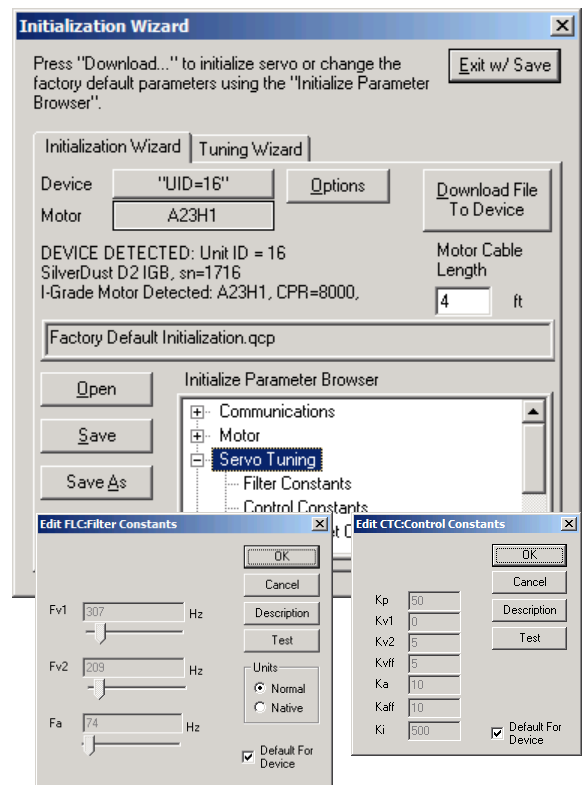 Initialization Wizard
Press "Download..." to initialize servo or change the
factory default parameters using the "Initialize Parameter
Browser".
Exit w/ Save
Initialization Wizard
Tuning Wizard
Device
"UID=16"
Options
Download File
To Device
Motor
A23H1
DEVICE DETECTED: Unit ID = 16
SilverDust D2 IGB, sn=1716
I-Grade Motor Detected: A23H1, CPR=8000,
Motor Cable
Length
4
ft
Factory Default Initialization.qcp
Open
Save
Save As
Initialize Parameter Browser
Communications
Motor
Servo Tuning
Filter Constants
Control Constants
Edit FLC:Filter Constants
OK
Cancel
Description
Test
Fv1
307
Hz
Fv2
209
Hz
Fa
74
Hz
Units
Normal
Native
Default For
Device
Edit CTC:Control Constants
OK
Cancel
Description
Test
Kp
50
Kv1
0
Kv2
5
Kvff
5
Ka
10
Kaff
10
Ki
500
Default For
Device